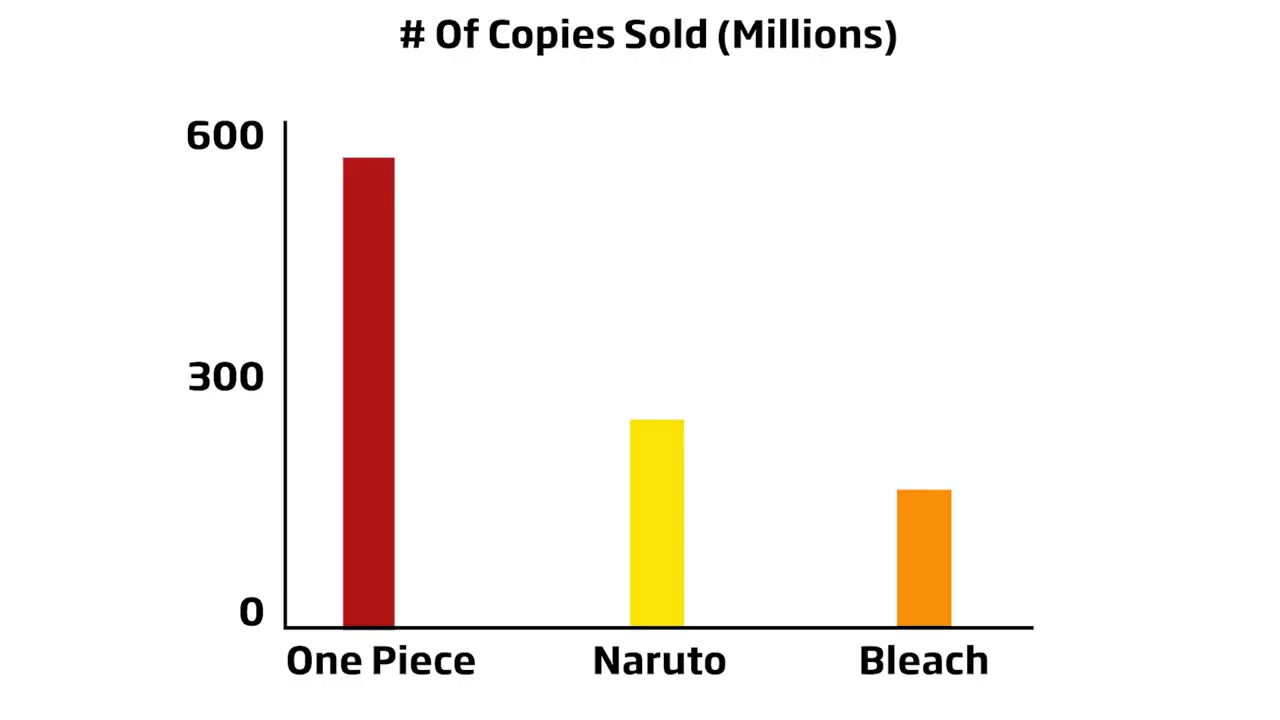 # Of Copies Sold (Millions)
600
300
0
One Piece
Naruto
Bleach